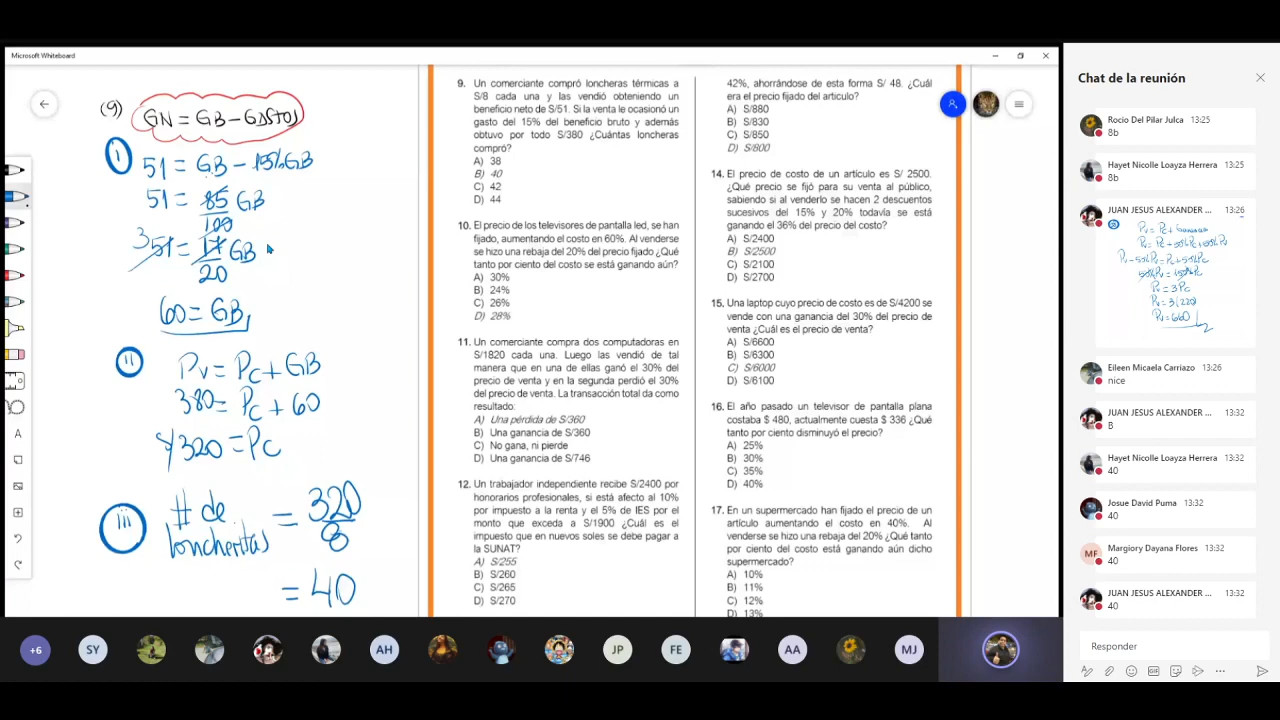 Microsoft Whiteboard
(9) GN = GB - GASTOS
I
51 = GB - 15%GB
51 = 85/100 GB
3 51 = 17/20 GB
60 = GB
II
Pv = Pc + GB
380 = Pc + 60
320 = Pc
III
# de loncheritas = 320/8
= 40
9. Un comerciante compró loncheras térmicas a
S/8 cada una y las vendió obteniendo un
beneficio neto de S/51. Si la venta le ocasionó un
gasto del 15% del beneficio bruto y además
obtuvo por todo S/380 ¿Cuántas loncheras
compró?
A) 38
B) 40
C) 42
D) 44
10. El precio de los televisores de pantalla led, se han
fijado, aumentando el costo en 60%. Al venderse
se hizo una rebaja del 20% del precio fijado ¿Qué
tanto por ciento del costo se está ganando aún?
A) 30%
B) 24%
C) 26%
D) 28%
11. Un comerciante compra dos computadoras en
S/1820 cada una. Luego las vendió de tal
manera que en una de ellas ganó el 30% del
precio de venta y en la segunda perdió el 30%
del precio de venta. La transacción total da como
resultado:
A) Una pérdida de S/360
B) Una ganancia de S/360
C) No gana, ni pierde
D) Una ganancia de S/746
12. Un trabajador independiente recibe S/2400 por
honorarios profesionales, si está afecto al 10%
por impuesto a la renta y el 5% de IES por el
monto que exceda a S/1900 ¿Cuál es el
impuesto que en nuevos soles se debe pagar a
la SUNAT?
A) S/255
B) S/260
C) S/265
D) S/270
42%, ahorrándose de esta forma S/ 48. ¿Cuál
era el precio fijado del articulo?
A) S/880
B) S/830
C) S/850
D) S/800
14. El precio de costo de un artículo es S/ 2500.
¿Qué precio se fijó para su venta al público,
sabiendo si al venderlo se hacen 2 descuentos
sucesivos del 15% y 20% todavía se está
ganando el 36% del precio del costo?
A) S/2400
B) S/2500
C) S/2100
D) S/2700
15. Una laptop cuyo precio de costo es de S/4200 se
vende con una ganancia del 30% del precio de
venta ¿Cuál es el precio de venta?
A) S/6600
B) S/6300
C) S/6000
D) S/6100
16. El año pasado un televisor de pantalla plana
costaba $ 480, actualmente cuesta $ 336 ¿Qué
tanto por ciento disminuyó el precio?
A) 25%
B) 30%
C) 35%
D) 40%
17. En un supermercado han fijado el precio de un
artículo aumentando el costo en 40%. Al
venderse se hizo una rebaja del 20% ¿Qué tanto
por ciento del costo está ganando aún dicho
supermercado?
A) 10%
B) 11%
C) 12%
D) 13%
Chat de la reunión
Rocio Del Pilar Julca 13:25
8b
Hayet Nicolle Loayza Herrera 13:25
8b
JUAN JESUS ALEXANDER ... 13:26
Pv = 3Pc
Pv = 3(220)
Pv = 660
Eileen Micaela Carriazo 13:26
nice
JUAN JESUS ALEXANDER ... 13:32
B
Hayet Nicolle Loayza Herrera 13:32
40
Josue David Puma 13:32
40
MF
Margiory Dayana Flores 13:32
40
JUAN JESUS ALEXANDER ... 13:32
40
Responder
+6 SY AH JP FE AA MJ